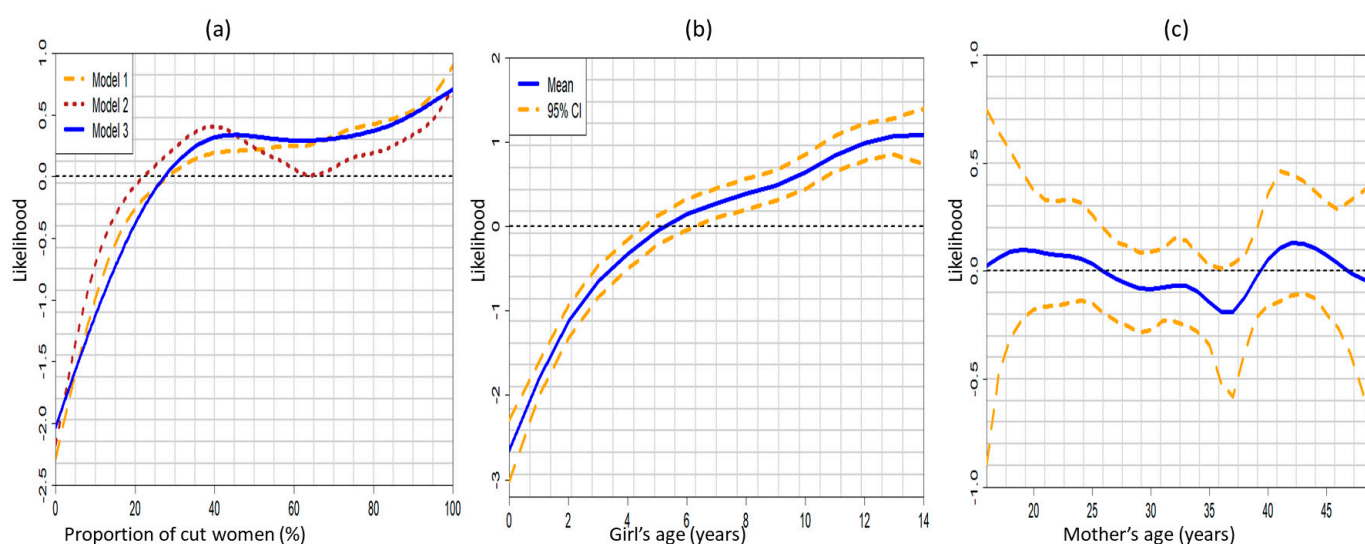 (a)
1.0
0.5
0.0
-0.5
-1.0
-1.5
-2.0
-2.5
Likelihood
Model 1
Model 2
Model 3
0
20
40
60
80
100
Proportion of cut women (%)
(b)
2
1
0
-1
-2
-3
Likelihood
Mean
95% CI
0
2
4
6
8
10
12
14
Girl's age (years)
(c)
1.0
0.5
0.0
-0.5
-1.0
Likelihood
20
25
30
35
40
45
Mother's age (years)